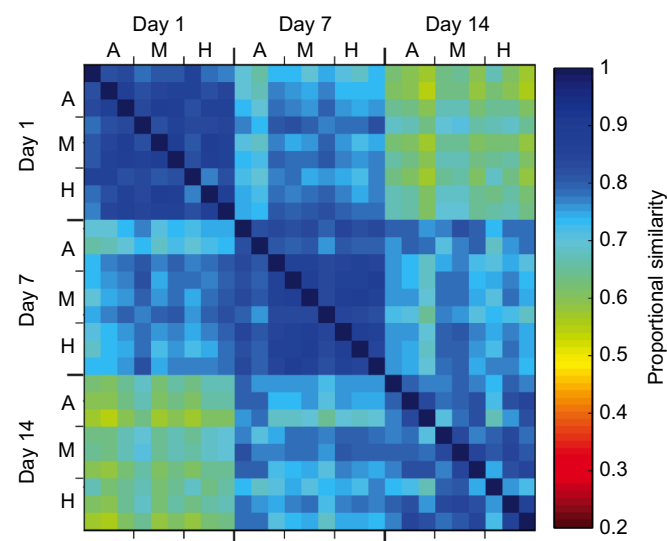 Day 1 Day 7 Day 14
A M H A M H A M H
Day 1
A
M
H
Day 7
A
M
H
Day 14
A
M
H
1
0.9
0.8
0.7
0.6
0.5
0.4
0.3
0.2
Proportional similarity